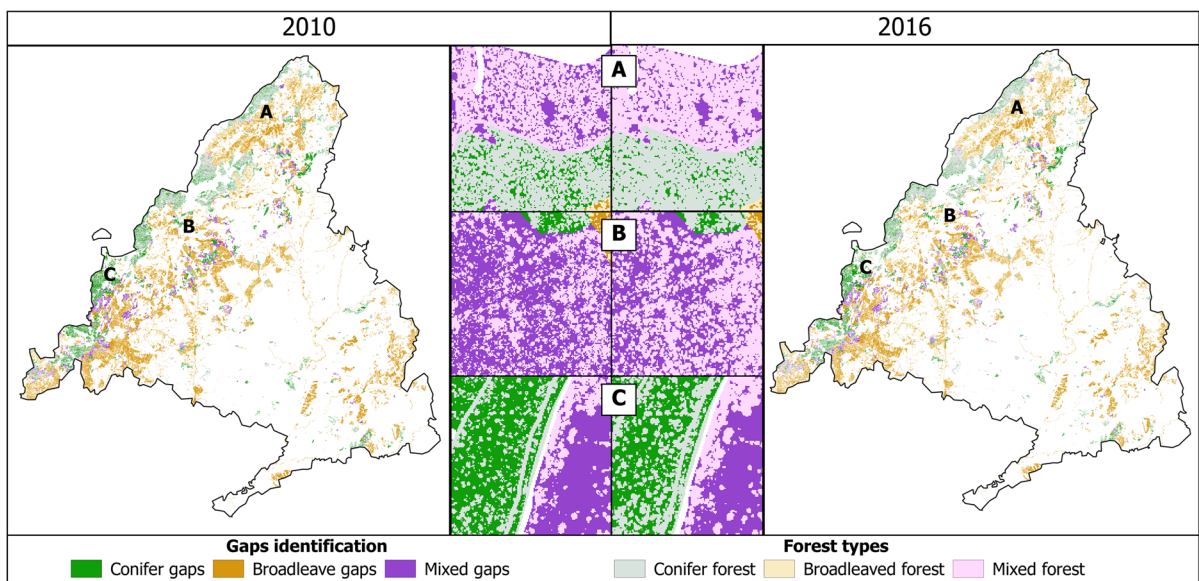 2010
2016
A
B
C
A
B
C
A
B
C
Gaps identification
Forest types
Conifer gaps
Broadleave gaps
Mixed gaps
Conifer forest
Broadleaved forest
Mixed forest